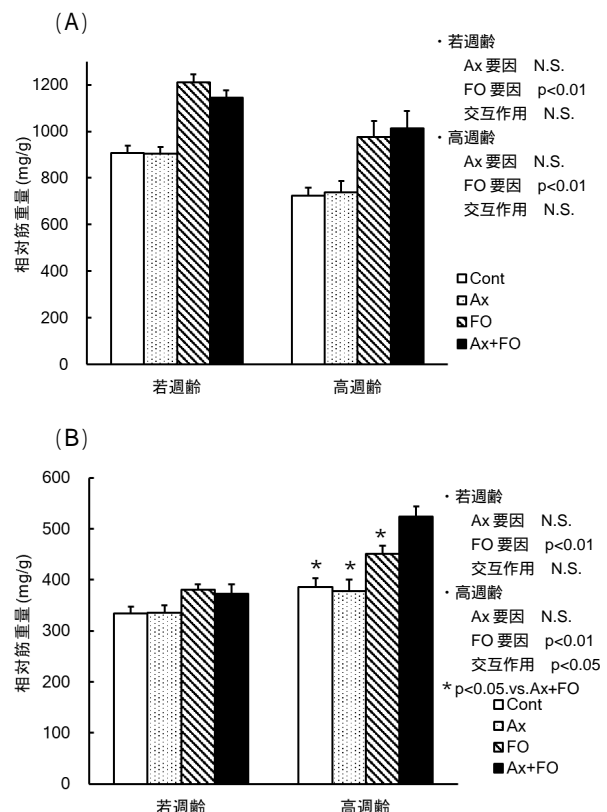 (A)
相対筋重量 (mg/g)
1200
1000
800
600
400
200
0
若週齢
高週齢
・若週齢
Ax 要因 N.S.
FO 要因 p<0.01
交互作用 N.S.
・高週齢
Ax 要因 N.S.
FO 要因 p<0.01
交互作用 N.S.
Cont
Ax
FO
Ax+FO
(B)
相対筋重量 (mg/g)
600
500
400
300
200
100
0
* * *
若週齢
高週齢
・若週齢
Ax 要因 N.S.
FO 要因 p<0.01
交互作用 N.S.
・高週齢
Ax 要因 N.S.
FO 要因 p<0.01
交互作用 p<0.05
*p<0.05.vs.Ax+FO
Cont
Ax
FO
Ax+FO